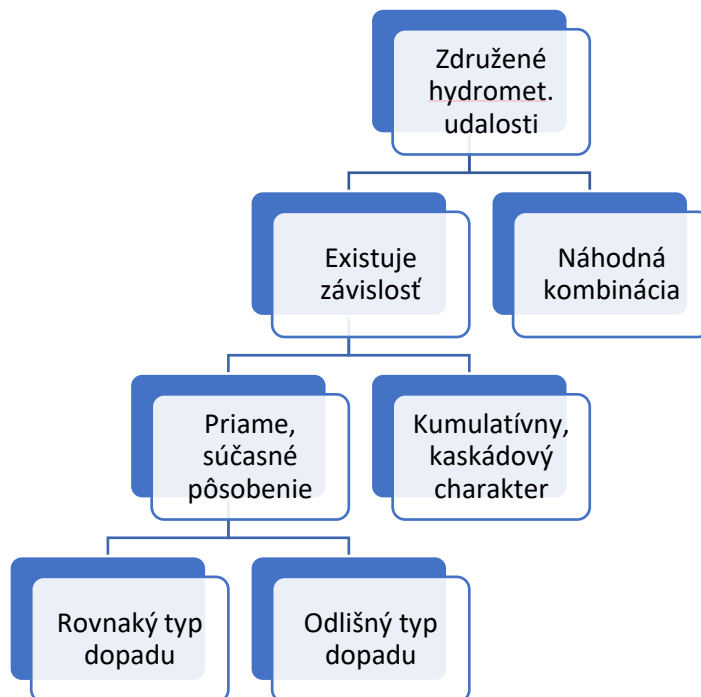 Združené
hydromet.
udalosti
Existuje
závislosť
Náhodná
kombinácia
Priame,
súčasné
pôsobenie
Kumulatívny,
kaskádový
charakter
Rovnaký typ
dopadu
Odlišný typ
dopadu